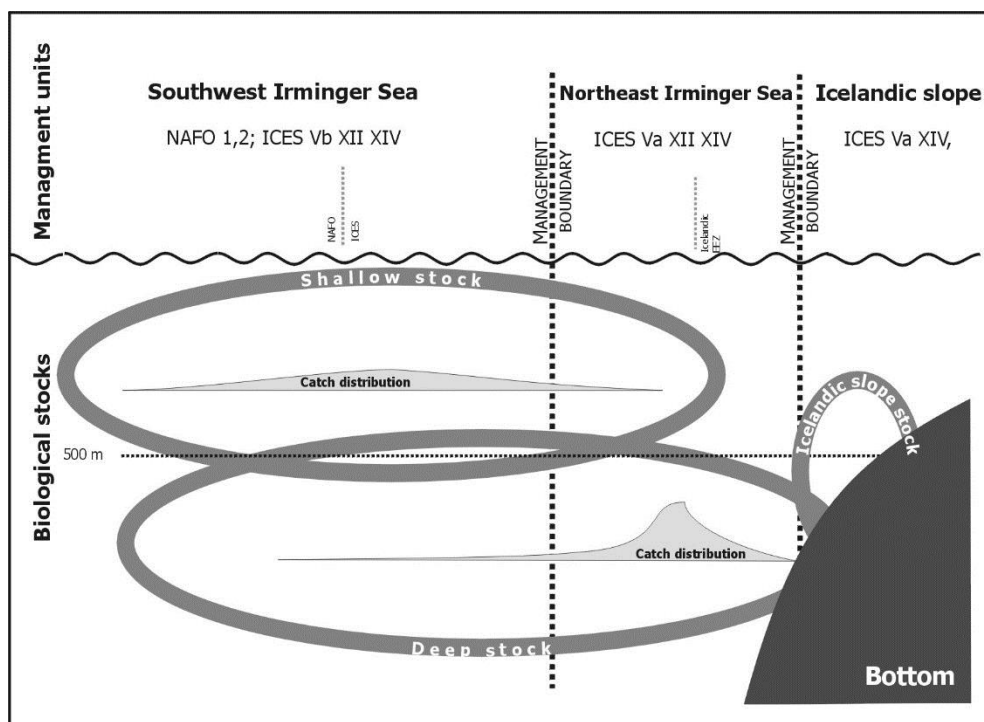 Managment units
Southwest Irminger Sea
NAFO 1,2; ICES Vb XII XIV
NAFO
ICES
MANAGEMENT
BOUNDARY
Northeast Irminger Sea
ICES Va XII XIV
Icelandic
EEZ
MANAGEMENT
BOUNDARY
Icelandic slope
ICES Va XIV,
Biological stocks
Shallow stock
Catch distribution
500 m
Icelandic slope stock
Catch distribution
Deep stock
Bottom